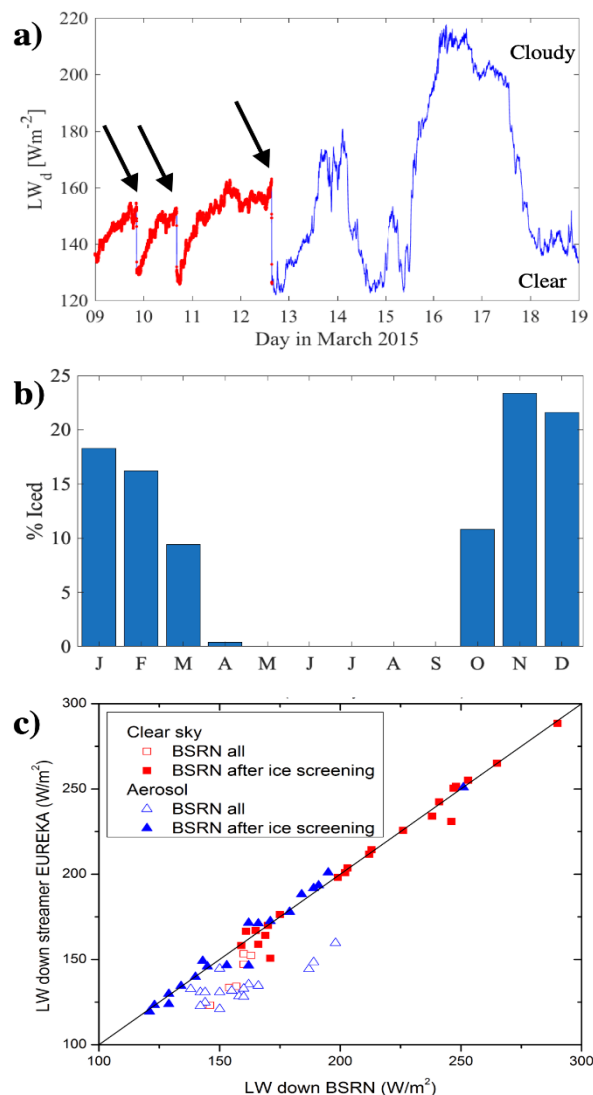 a)
LW_d [Wm^-2]
220
200
180
160
140
120
Cloudy
Clear
09 10 11 12 13 14 15 16 17 18 19
Day in March 2015
b)
% Iced
25
20
15
10
5
0
J F M A M J J A S O N D
c)
LW down streamer EUREKA (W/m²)
300
250
200
150
100
Clear sky
BSRN all
BSRN after ice screening
Aerosol
BSRN all
BSRN after ice screening
100 150 200 250 300
LW down BSRN (W/m²)